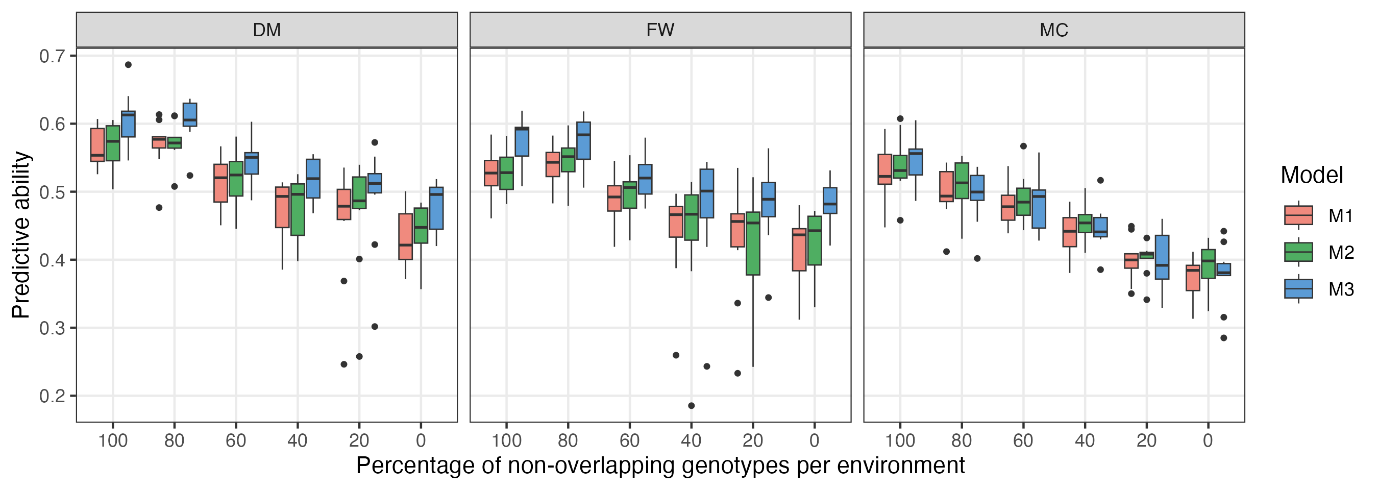 DM FW MC
0.7
0.6
0.5
0.4
0.3
0.2
Predictive ability
100 80 60 40 20 0 100 80 60 40 20 0 100 80 60 40 20 0
Percentage of non-overlapping genotypes per environment
Model
M1
M2
M3